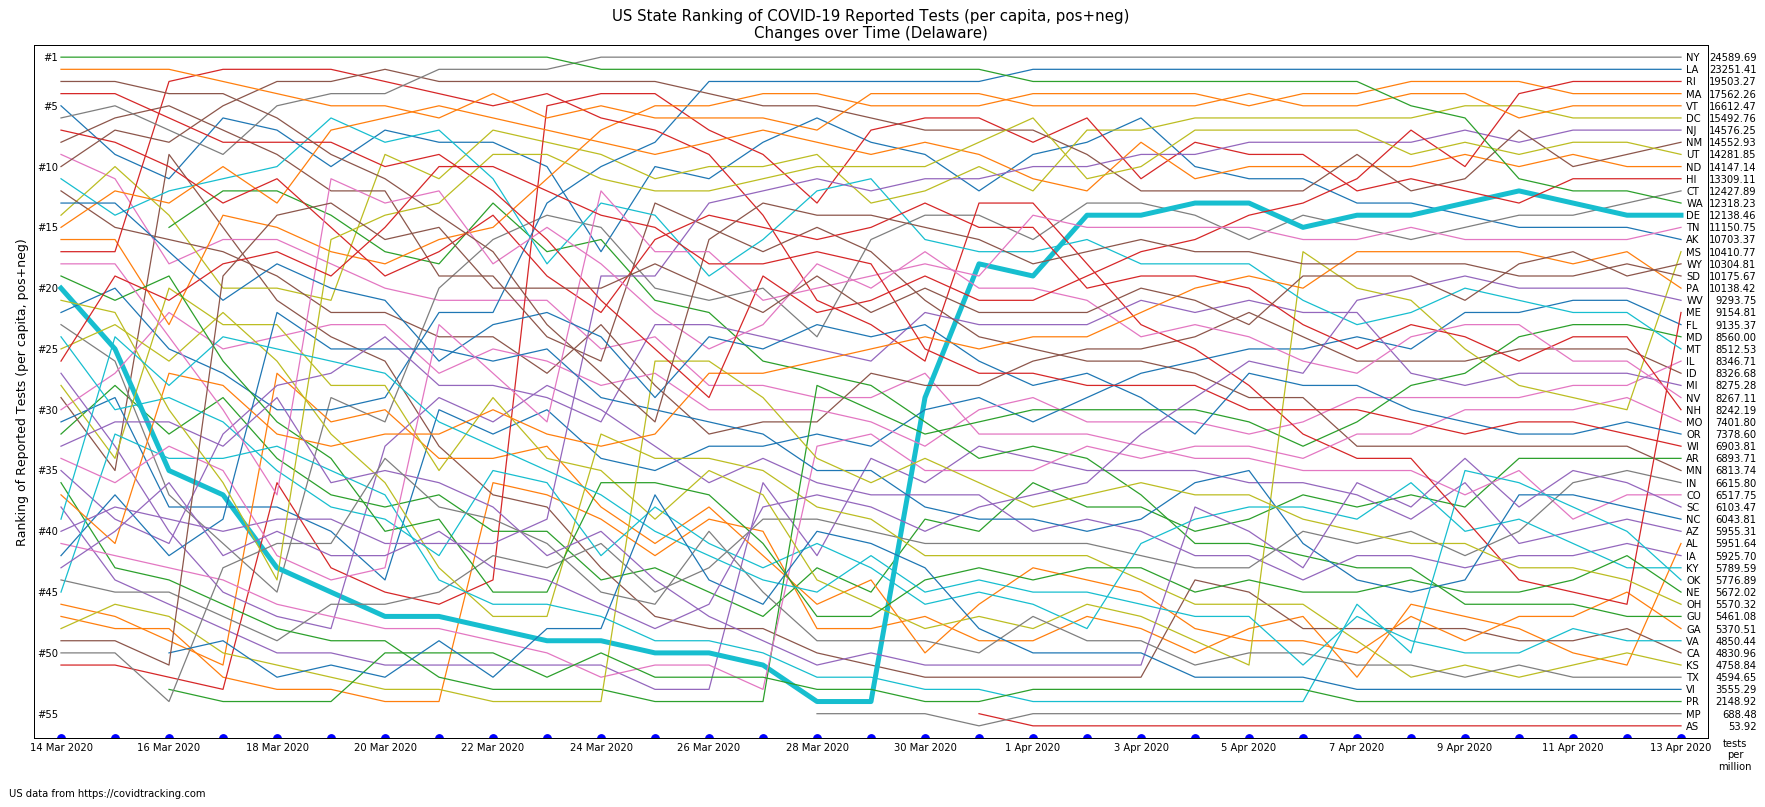 US State Ranking of COVID-19 Reported Tests (per capita, pos+neg)
Changes over Time (Delaware)
Ranking of Reported Tests (per capita, pos+neg)
#1
#5
#10
#15
#20
#25
#30
#35
#40
#45
#50
#55
NY 24589.69
LA 23251.41
RI 19503.27
MA 17562.26
VT 16612.47
DC 15492.76
NJ 14576.25
NM 14552.93
UT 14281.85
ND 14147.14
HI 13309.11
CT 12427.89
WA 12318.23
DE 12138.46
TN 11150.75
AK 10703.37
MS 10410.77
WY 10304.81
SD 10175.67
PA 10138.42
WV 9293.75
ME 9154.81
FL 9135.37
MD 8560.00
MT 8512.53
IL 8346.71
ID 8326.68
MI 8275.28
NV 8267.11
NH 8242.19
MO 7401.80
OR 7378.60
WI 6903.81
AR 6893.71
MN 6813.74
IN 6615.80
CO 6517.75
SC 6103.47
NC 6043.81
AZ 5955.31
AL 5951.64
IA 5925.70
KY 5789.59
OK 5776.89
NE 5672.02
OH 5570.32
GU 5461.08
GA 5370.51
VA 4850.44
CA 4830.96
KS 4758.84
TX 4594.65
VI 3555.29
PR 2148.92
MP 688.48
AS 53.92
14 Mar 2020 16 Mar 2020 18 Mar 2020 20 Mar 2020 22 Mar 2020 24 Mar 2020 26 Mar 2020 28 Mar 2020 30 Mar 2020 1 Apr 2020 3 Apr 2020 5 Apr 2020 7 Apr 2020 9 Apr 2020 11 Apr 2020 13 Apr 2020
tests
per
million
US data from https://covidtracking.com